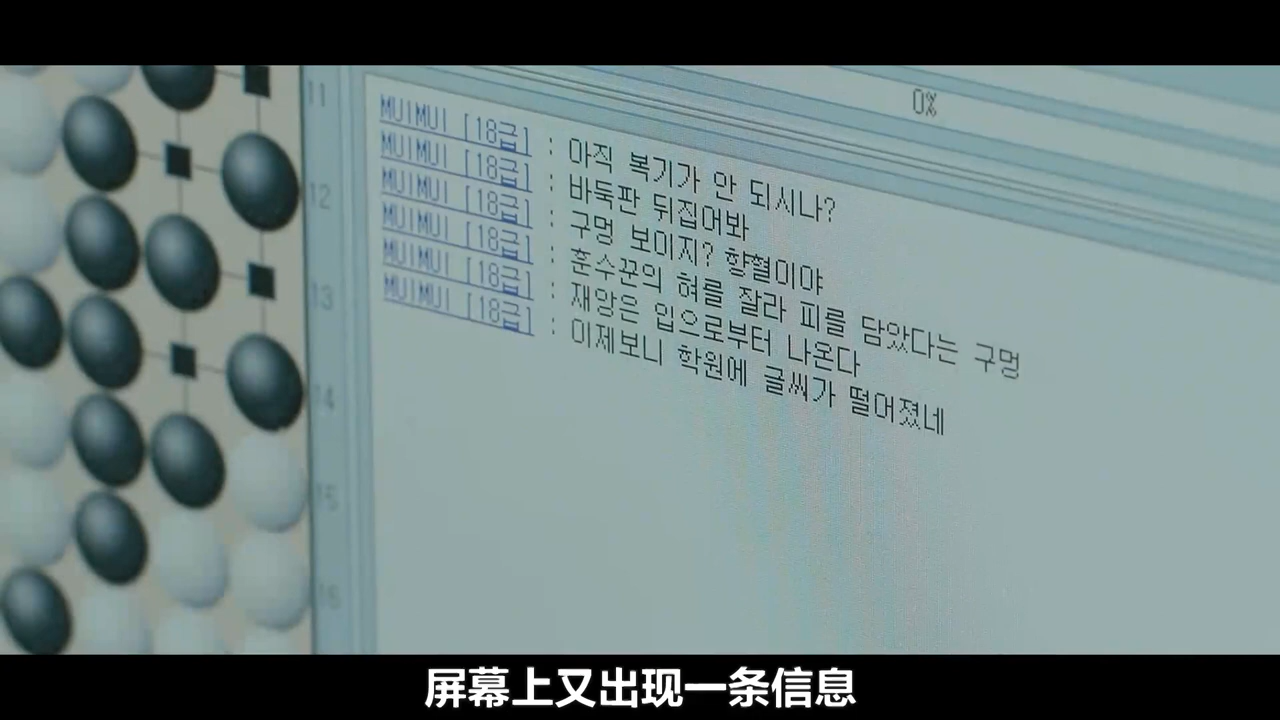 0%
11
MUIMUI [18급] : 아직 복기가 안 되시나?
MUIMUI [18급] : 바둑판 뒤집어봐
12
MUIMUI [18급] : 구멍 보이지? 향혈이야
MUIMUI [18급] : 훈수꾼의 혀를 잘라 피를 담았다는 구멍
13
MUIMUI [18급] : 재앙은 입으로부터 나온다
MUIMUI [18급] : 이제보니 학원에 글씨가 떨어졌네
14
15
16
屏幕上又出现一条信息